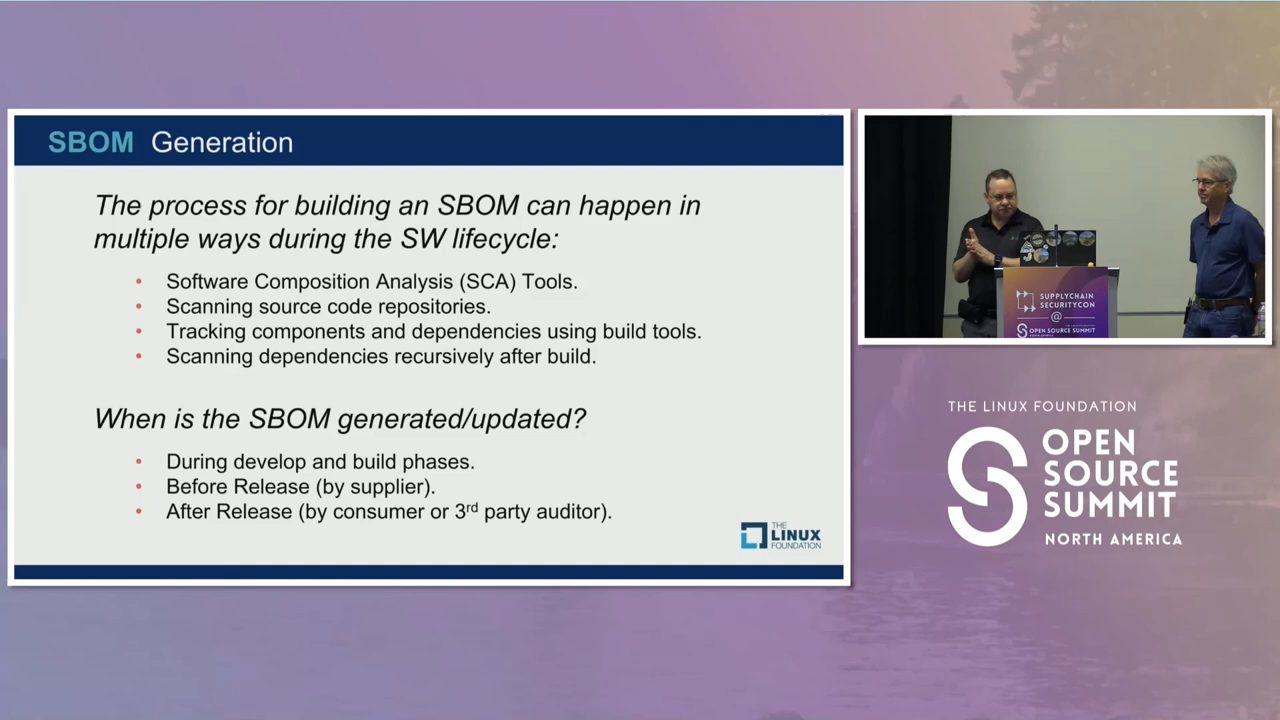 SBOM Generation
The process for building an SBOM can happen in
multiple ways during the SW lifecycle:
• Software Composition Analysis (SCA) Tools.
• Scanning source code repositories.
• Tracking components and dependencies using build tools.
• Scanning dependencies recursively after build.
When is the SBOM generated/updated?
• During develop and build phases.
• Before Release (by supplier).
• After Release (by consumer or 3rd party auditor).
THE
LINUX
FOUNDATION
SUPPLYCHAIN
SECURITYCON
@
OPEN SOURCE SUMMIT
NORTH AMERICA
THE LINUX FOUNDATION
OPEN
SOURCE
SUMMIT
NORTH AMERICA